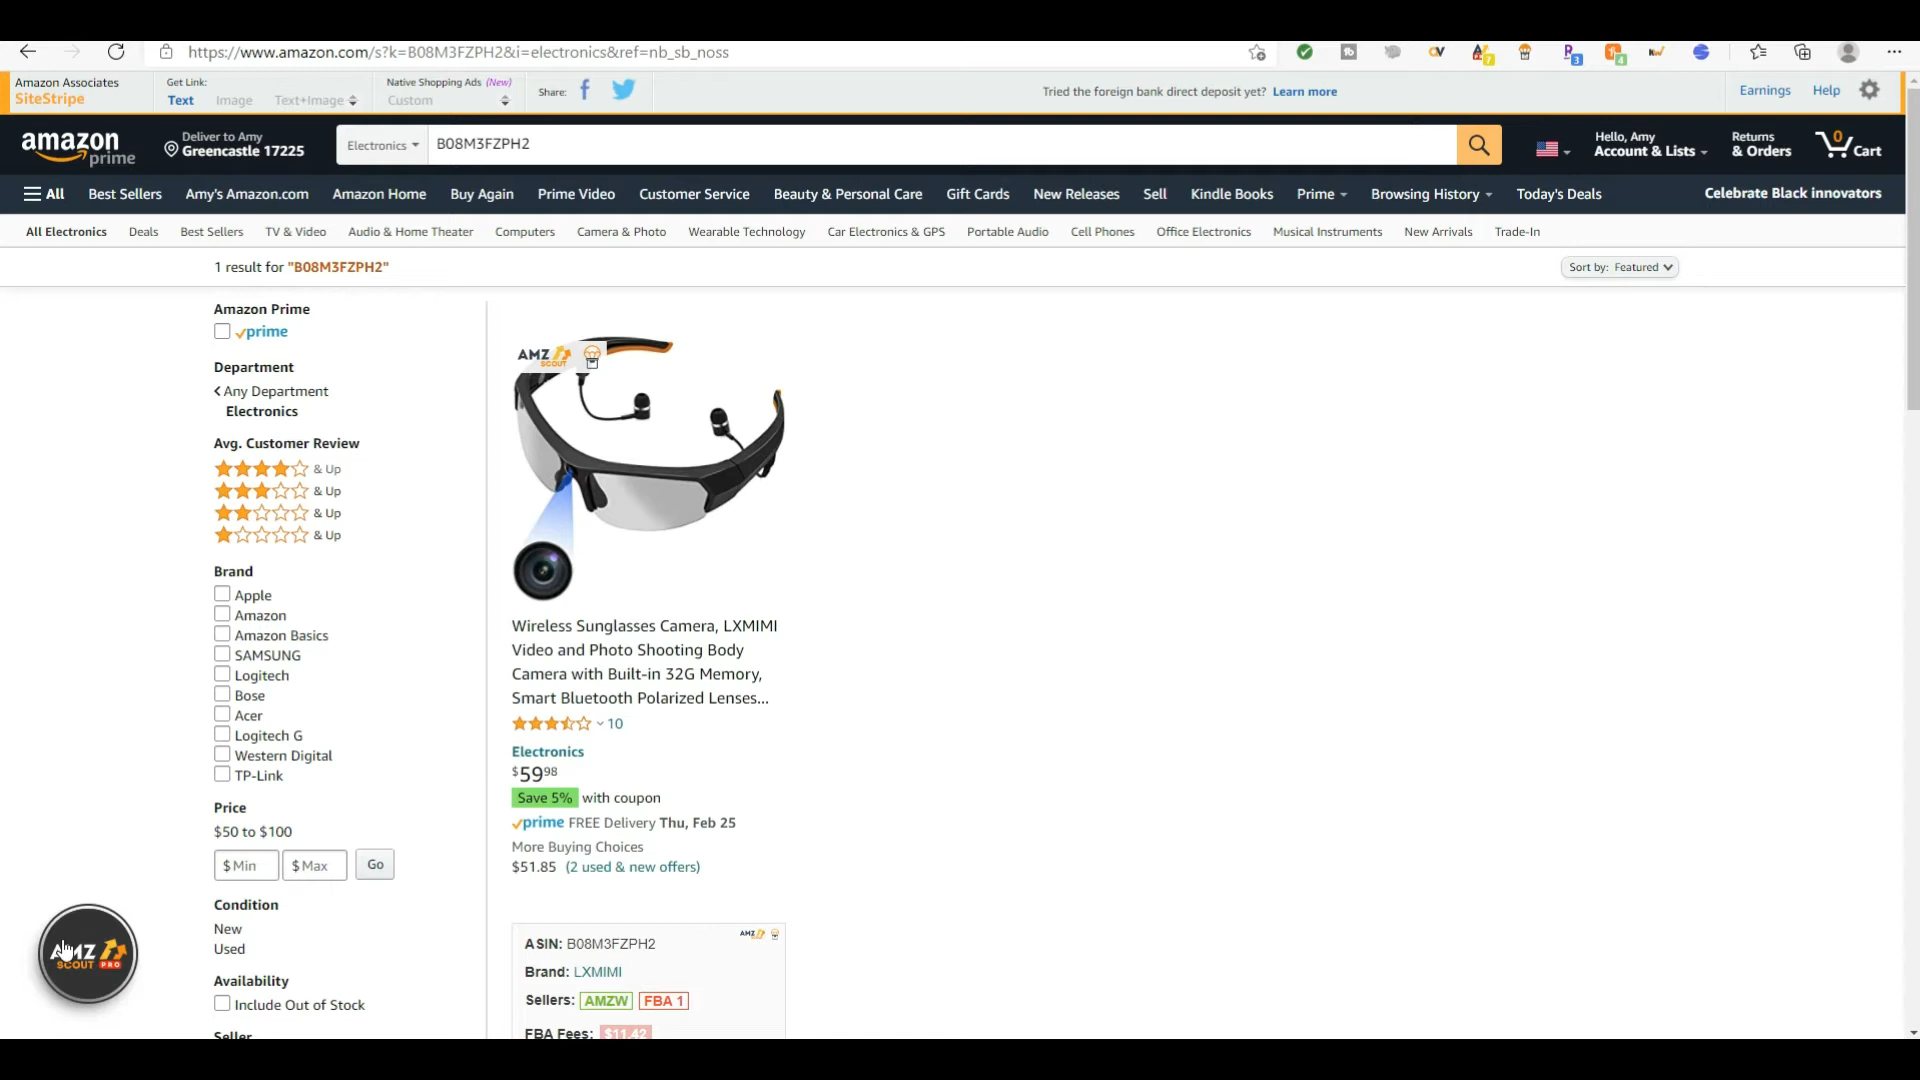 https://www.amazon.com/s?k=B08M3FZPH2&i=electronics&ref=nb_sb_noss
Amazon Associates
SiteStripe
Get Link:
Text Image Text+Image
Native Shopping Ads (New)
Custom
Share:
Tried the foreign bank direct deposit yet? Learn more
Earnings Help
amazon
prime
Deliver to Amy
Greencastle 17225
Electronics
B08M3FZPH2
Hello, Amy
Account & Lists
Returns
& Orders
0
Cart
All Best Sellers Amy's Amazon.com Amazon Home Buy Again Prime Video Customer Service Beauty & Personal Care Gift Cards New Releases Sell Kindle Books Prime Browsing History Today's Deals Celebrate Black innovators
All Electronics Deals Best Sellers TV & Video Audio & Home Theater Computers Camera & Photo Wearable Technology Car Electronics & GPS Portable Audio Cell Phones Office Electronics Musical Instruments New Arrivals Trade-In
1 result for "B08M3FZPH2"
Sort by: Featured
Amazon Prime
prime
Department
Any Department
Electronics
Avg. Customer Review
& Up
& Up
& Up
& Up
Brand
Apple
Amazon
Amazon Basics
SAMSUNG
Logitech
Bose
Acer
Logitech G
Western Digital
TP-Link
Price
$50 to $100
$ Min $ Max Go
Condition
New
Used
Availability
Include Out of Stock
Seller
AMZ
SCOUT PRO
AMZ
SCOUT
Wireless Sunglasses Camera, LXMIMI
Video and Photo Shooting Body
Camera with Built-in 32G Memory,
Smart Bluetooth Polarized Lenses...
10
Electronics
$59.98
Save 5% with coupon
prime FREE Delivery Thu, Feb 25
More Buying Choices
$51.85 (2 used & new offers)
ASIN: B08M3FZPH2
AMZ
Brand: LXMIMI
Sellers: AMZW FBA 1
FBA Fees: $11.42